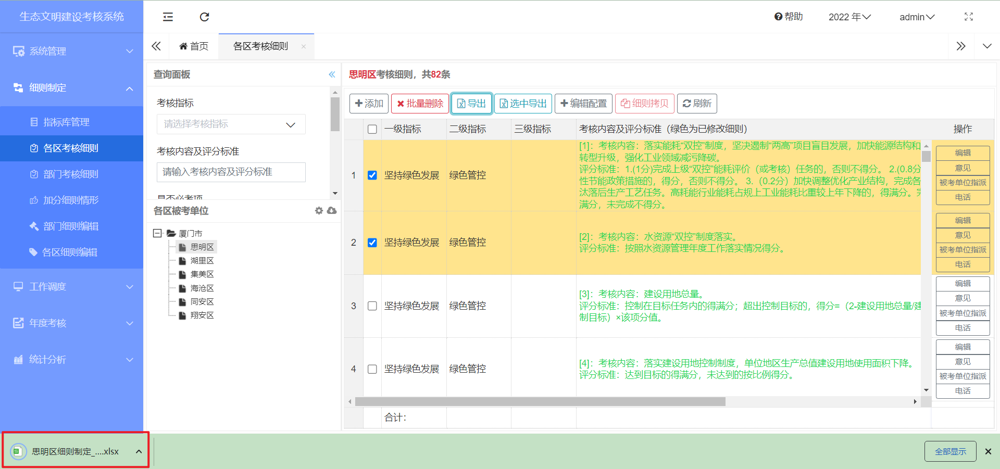 生态文明建设考核系统
帮助
2022 年
admin
首页
各区考核细则
系统管理
细则制定
指标库管理
各区考核细则
部门考核细则
加分细则情形
部门细则编辑
各区细则编辑
工作调度
年度考核
统计分析
查询面板
考核指标
请选择考核指标
考核内容及评分标准
请输入考核内容及评分标准
是否必考项
各区被考单位
厦门市
思明区
湖里区
集美区
海沧区
同安区
翔安区
思明区考核细则，共82条
添加
批量删除
导出
选中导出
编辑配置
细则拷贝
刷新
一级指标
二级指标
三级指标
考核内容及评分标准（绿色为已修改细则）
操作
1
坚持绿色发展
绿色管控
[1]：考核内容：落实能耗“双控”制度，坚决遏制“两高”项目盲目发展，加快能源结构和
转型升级，强化工业领域减污降碳。
评分标准：1.(1分)完成上级“双控”能耗评价（或考核）任务的，否则不得分。 2.(0.8分
性节能政策措施的，得分，否则不得分。 3.（0.2分）加快调整优化产业结构，完成各
汰落后生产工艺任务。高耗能行业能耗占规上工业能耗比重较上年下降的，得满分。完
满分，未完成不得分。
编辑
意见
被考单位指派
电话
2
坚持绿色发展
绿色管控
[2]：考核内容：水资源“双控”制度落实。
评分标准：按照水资源管理年度工作落实情况得分。
编辑
意见
被考单位指派
电话
3
坚持绿色发展
绿色管控
[3]：考核内容：建设用地总量。
评分标准：控制在目标任务内的得满分；超出控制目标的，得分=（2-建设用地总量/建
制目标）×该项分值。
编辑
意见
被考单位指派
电话
4
坚持绿色发展
绿色管控
[4]：考核内容：落实建设用地控制制度，单位地区生产总值建设用地使用面积下降。
评分标准：达到目标的得满分，未达到的按比例得分。
编辑
意见
被考单位指派
电话
合计：
思明区细则制定_....xlsx
全部显示